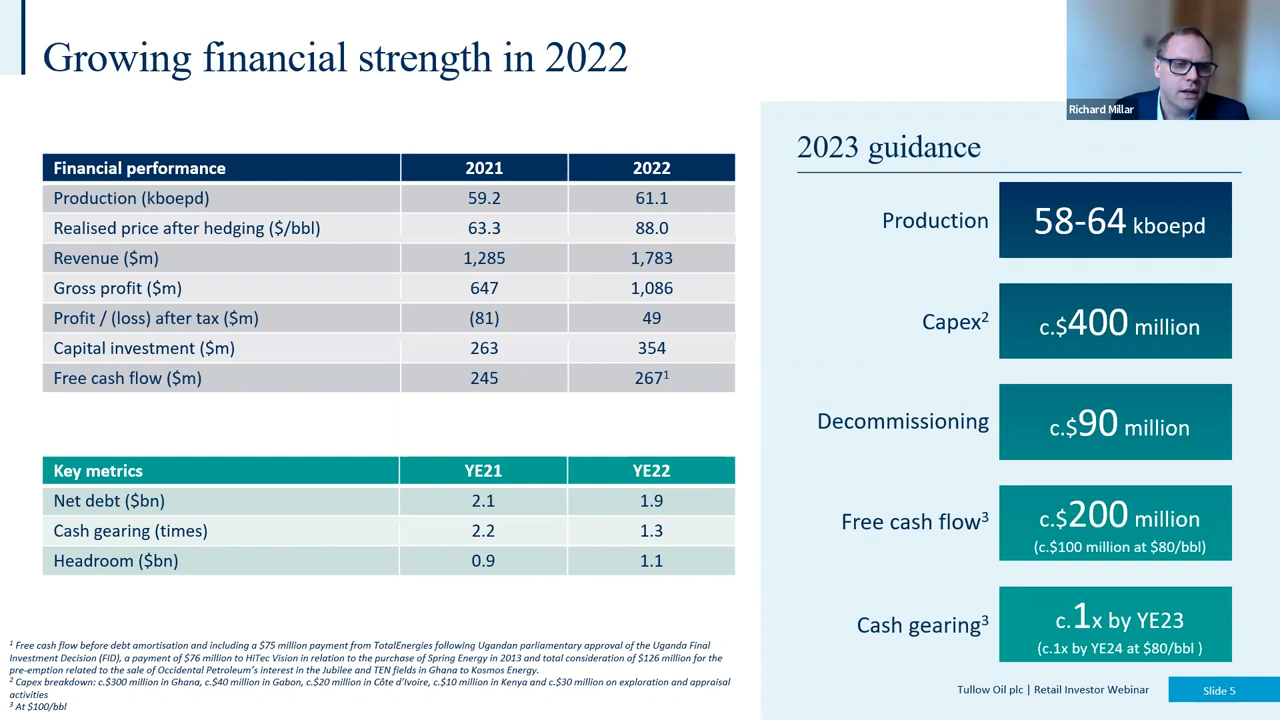 Growing financial strength in 2022
Richard Millar
Financial performance 2021 2022
Production (kboepd) 59.2 61.1
Realised price after hedging ($/bbl) 63.3 88.0
Revenue ($m) 1,285 1,783
Gross profit ($m) 647 1,086
Profit / (loss) after tax ($m) (81) 49
Capital investment ($m) 263 354
Free cash flow ($m) 245 267¹
Key metrics YE21 YE22
Net debt ($bn) 2.1 1.9
Cash gearing (times) 2.2 1.3
Headroom ($bn) 0.9 1.1
¹ Free cash flow before debt amortisation and including a $75 million payment from TotalEnergies following Ugandan parliamentary approval of the Uganda Final
Investment Decision (FID), a payment of $76 million to HiTec Vision in relation to the purchase of Spring Energy in 2013 and total consideration of $126 million for the
pre-emption related to the sale of Occidental Petroleum's interest in the Jubilee and TEN fields in Ghana to Kosmos Energy.
² Capex breakdown: c.$300 million in Ghana, c.$40 million in Gabon, c.$20 million in Côte d'Ivoire, c.$10 million in Kenya and c.$30 million on exploration and appraisal
activities
³ At $100/bbl
2023 guidance
Production 58-64 kboepd
Capex² c.$400 million
Decommissioning c.$90 million
Free cash flow³ c.$200 million
(c.$100 million at $80/bbl)
Cash gearing³ c.1x by YE23
(c.1x by YE24 at $80/bbl )
Tullow Oil plc | Retail Investor Webinar Slide 5